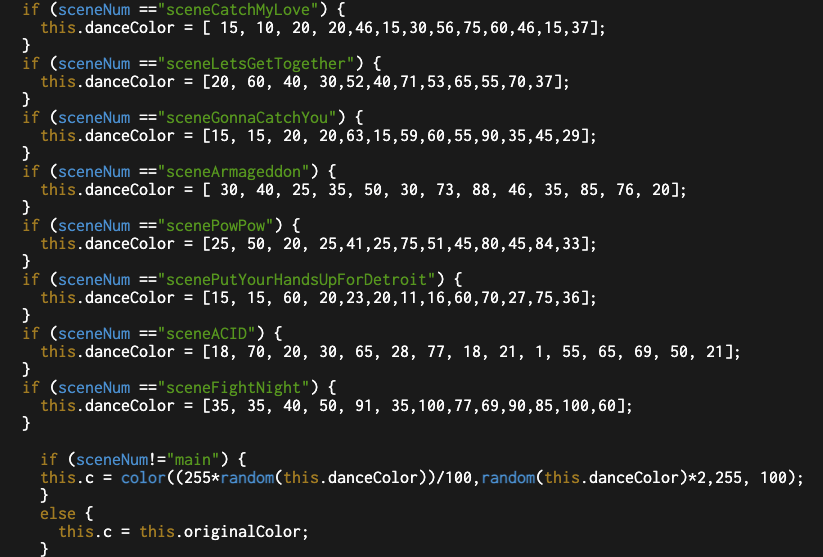 if (sceneNum =="sceneCatchMyLove") {
this.danceColor = [ 15, 10, 20, 20,46,15,30,56,75,60,46,15,37];
}
if (sceneNum =="sceneLetsGetTogether") {
this.danceColor = [20, 60, 40, 30,52,40,71,53,65,55,70,37];
}
if (sceneNum =="sceneGonnaCatchYou") {
this.danceColor = [15, 15, 20, 20,63,15,59,60,55,90,35,45,29];
}
if (sceneNum =="sceneArmageddon") {
this.danceColor = [ 30, 40, 25, 35, 50, 30, 73, 88, 46, 35, 85, 76, 20];
}
if (sceneNum =="scenePowPow") {
this.danceColor = [25, 50, 20, 25,41,25,75,51,45,80,45,84,33];
}
if (sceneNum =="scenePutYourHandsUpForDetroit") {
this.danceColor = [15, 15, 60, 20,23,20,11,16,60,70,27,75,36];
}
if (sceneNum =="sceneACID") {
this.danceColor = [18, 70, 20, 30, 65, 28, 77, 18, 21, 1, 55, 65, 69, 50, 21];
}
if (sceneNum =="sceneFightNight") {
this.danceColor = [35, 35, 40, 50, 91, 35,100,77,69,90,85,100,60];
}
if (sceneNum!="main") {
this.c = color((255*random(this.danceColor))/100,random(this.danceColor)*2,255, 100);
}
else {
this.c = this.originalColor;
}